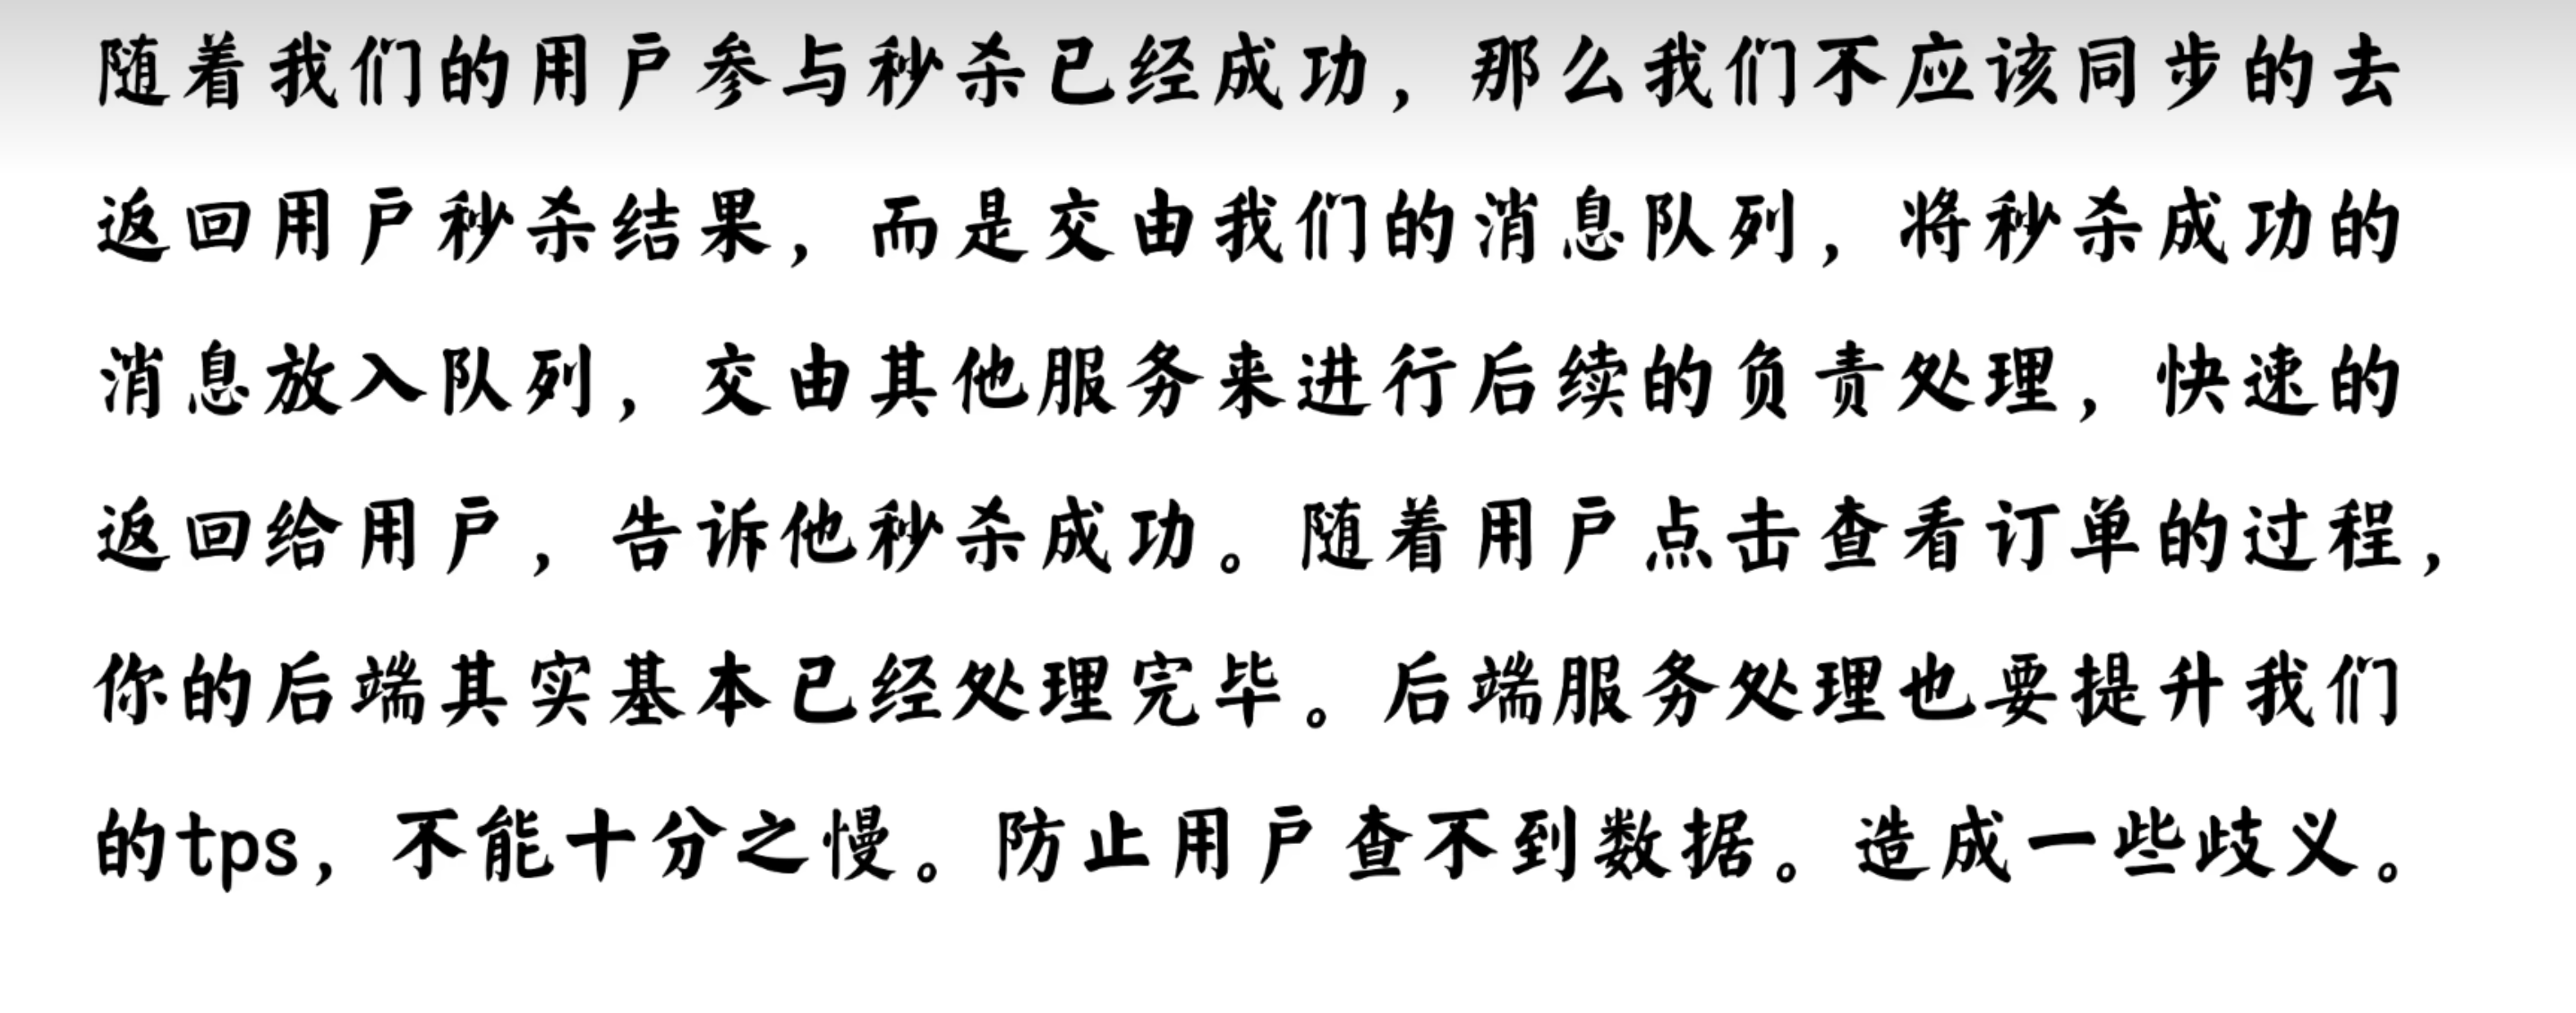 随着我们的用户参与秒杀已经成功，那么我们不应该同步的去
返回用户秒杀结果，而是交由我们的消息队列，将秒杀成功的
消息放入队列，交由其他服务来进行后续的负责处理，快速的
返回给用户，告诉他秒杀成功。随着用户点击查看订单的过程，
你的后端其实基本已经处理完毕。后端服务处理也要提升我们
的tps，不能十分之慢。防止用户查不到数据。造成一些歧义。